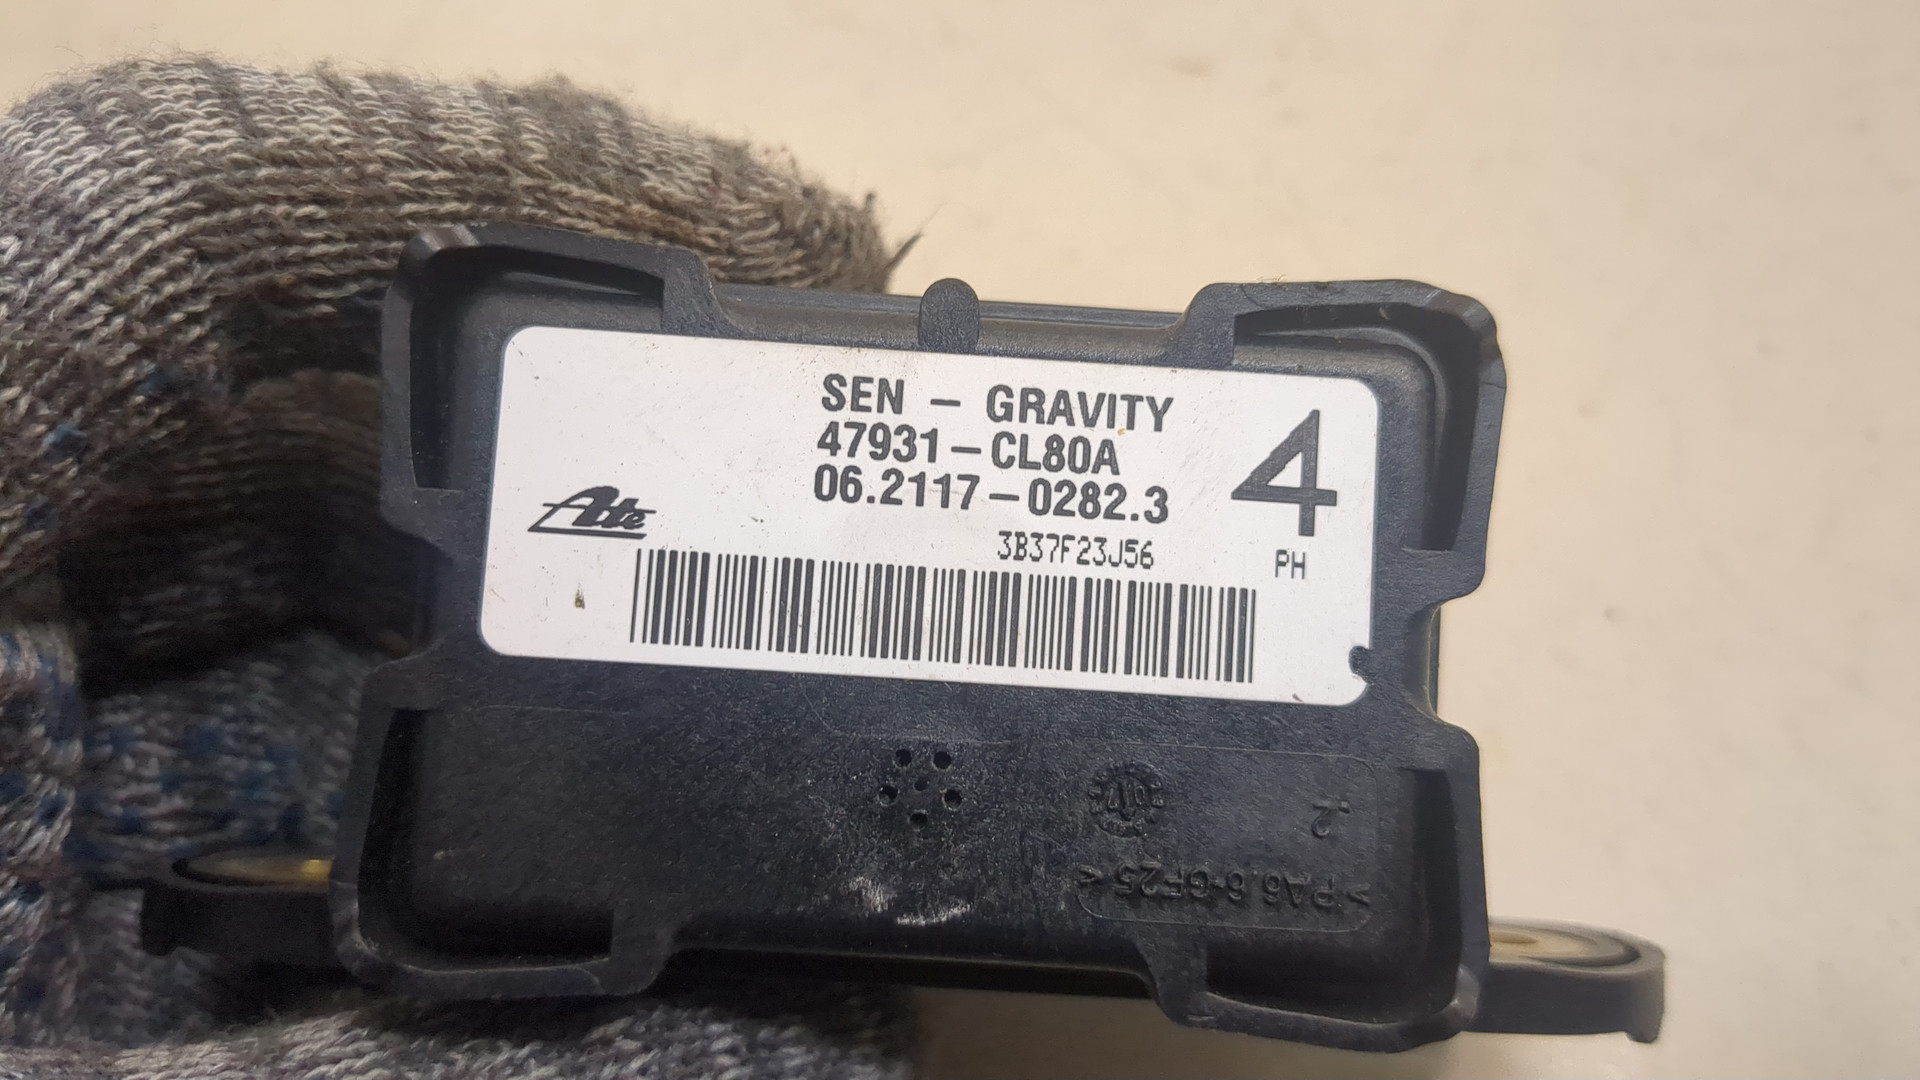 SEN - GRAVITY
47931-CL80A
06.2117-0282.3
4
Ate
3B37F23J56
PH
>PA6.6-GF25<